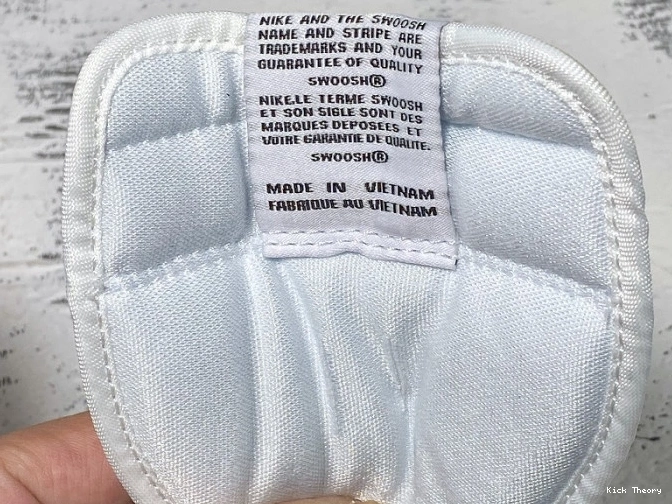 NIKE AND THE SWOOSH
NAME AND STRIPE ARE
TRADEMARKS AND YOUR
GUARANTEE OF QUALITY
SWOOSH®
NIKE.LE TERME SWOOSH
ET SON SIGLE SONT DES
MARQUES DEPOSEES ET
VOTRE GARANTIE DE QUALITE.
SWOOSH®
MADE IN VIETNAM
FABRIQUE AU VIETNAM
Kick Theory